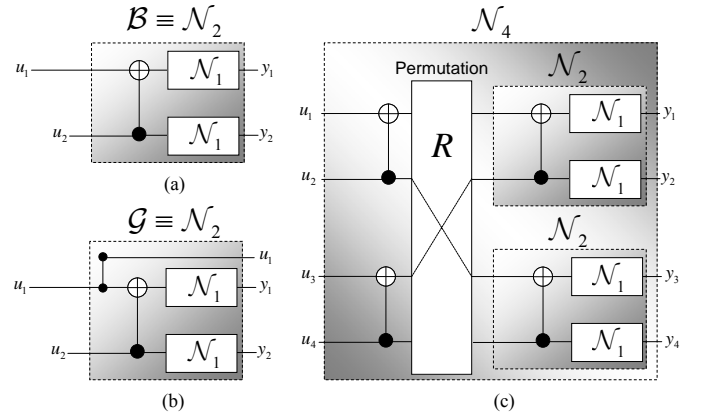 ℬ ≡ 𝒩₂
u₁ 𝒩₁ y₁
u₂ 𝒩₁ y₂
(a)
𝒢 ≡ 𝒩₂
u₁
u₁ 𝒩₁ y₁
u₂ 𝒩₁ y₂
(b)
𝒩₄
Permutation
R
𝒩₂
u₁ 𝒩₁ y₁
u₂ 𝒩₁ y₂
𝒩₂
u₃ 𝒩₁ y₃
u₄ 𝒩₁ y₄
(c)